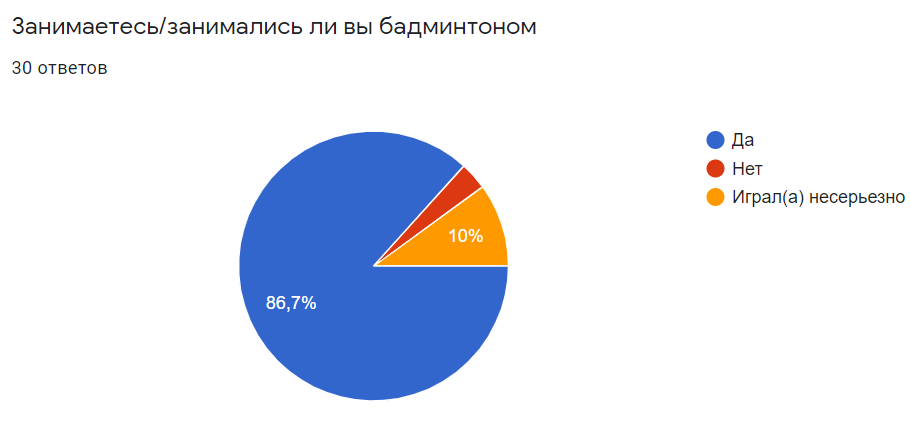 Занимаетесь/занимались ли вы бадминтоном
30 ответов
Да
Нет
Играл(а) несерьезно
10%
86,7%